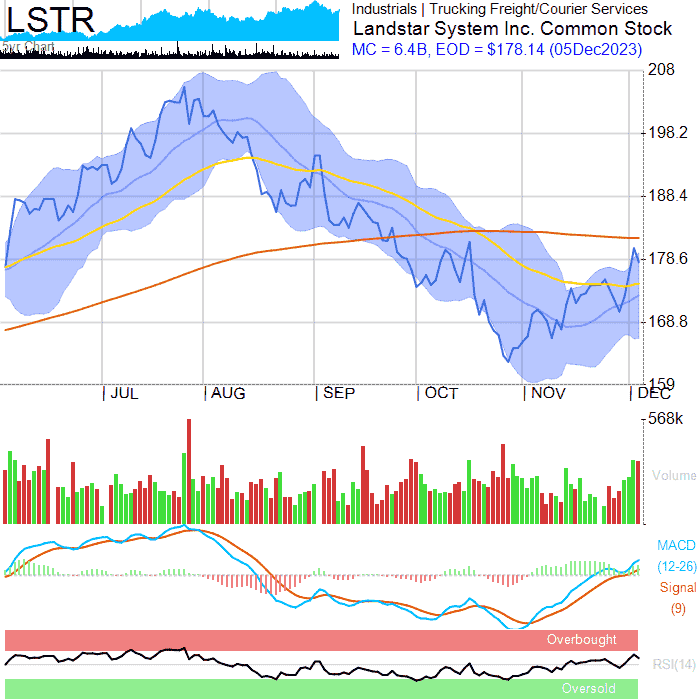 LSTR
5yr Chart
Industrials | Trucking Freight/Courier Services
Landstar System Inc. Common Stock
MC = 6.4B, EOD = $178.14 (05Dec2023)
208
198.2
188.4
178.6
168.8
159
JUL
AUG
SEP
OCT
NOV
DEC
568k
Volume
MACD
(12-26)
Signal
(9)
Overbought
RSI(14)
Oversold